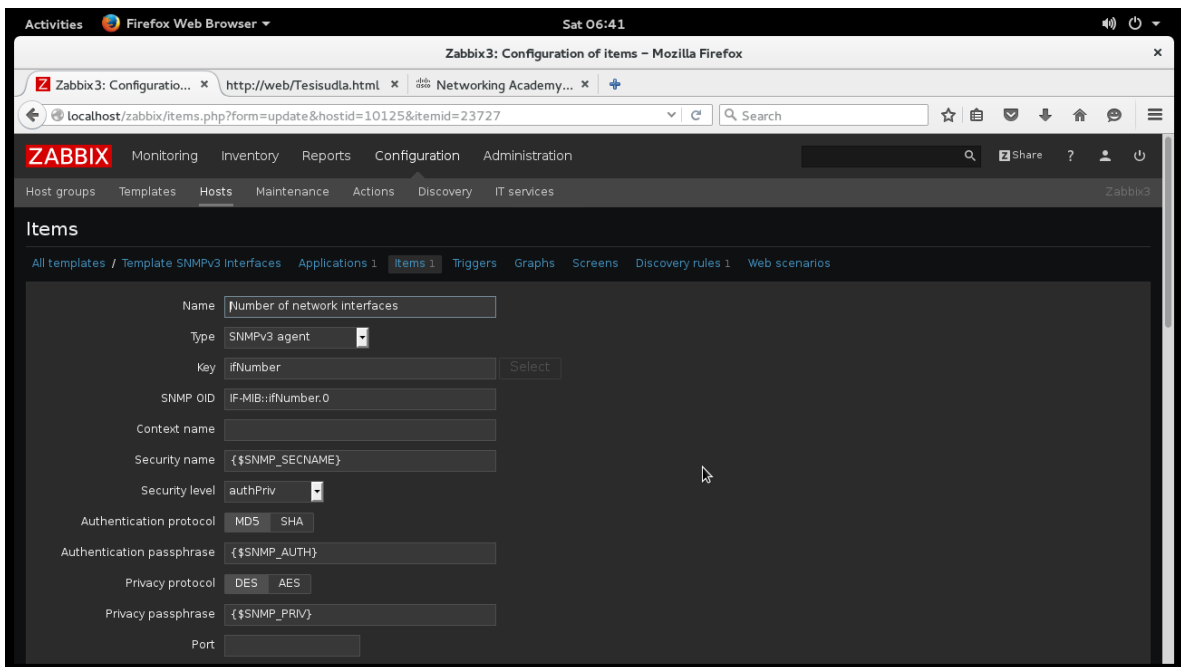 Activities Firefox Web Browser Sat 06:41
Zabbix3: Configuration of items – Mozilla Firefox ×
Z Zabbix3: Configuratio... × http://web/Tesisudla.html × Networking Academy... ×
localhost/zabbix/items.php?form=update&hostid=10125&itemid=23727 Search
ZABBIX Monitoring Inventory Reports Configuration Administration Z Share ?
Host groups Templates Hosts Maintenance Actions Discovery IT services Zabbix3
Items
All templates / Template SNMPv3 Interfaces Applications 1 Items 1 Triggers Graphs Screens Discovery rules 1 Web scenarios
Name Number of network interfaces
Type SNMPv3 agent
Key ifNumber Select
SNMP OID IF-MIB::ifNumber.0
Context name
Security name {$SNMP_SECNAME}
Security level authPriv
Authentication protocol MD5 SHA
Authentication passphrase {$SNMP_AUTH}
Privacy protocol DES AES
Privacy passphrase {$SNMP_PRIV}
Port